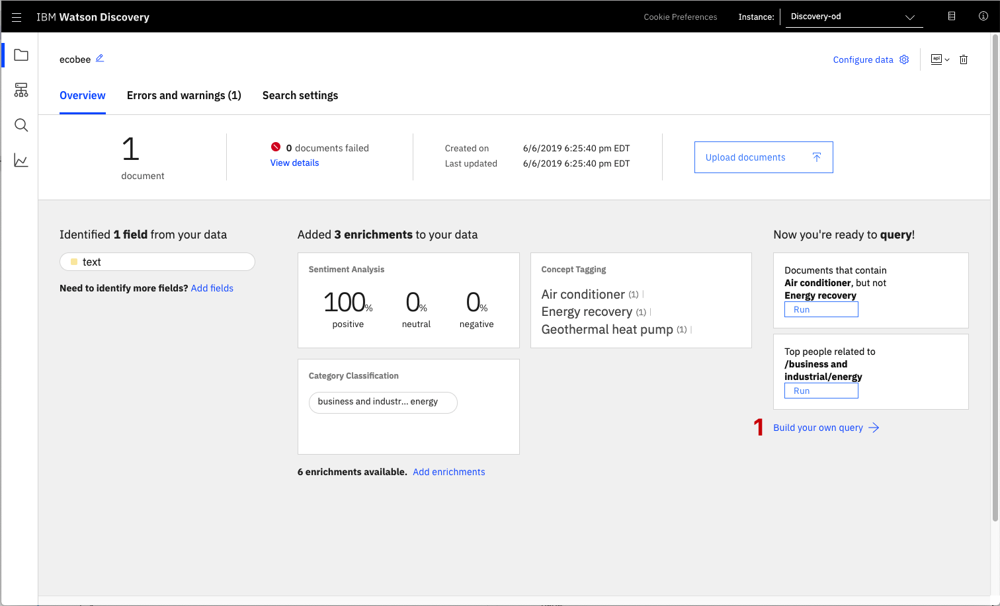 IBM Watson Discovery
Cookie Preferences
Instance:
Discovery-od
ecobee
Configure data
api
Overview
Errors and warnings (1)
Search settings
1
document
0 documents failed
View details
Created on 6/6/2019 6:25:40 pm EDT
Last updated 6/6/2019 6:25:40 pm EDT
Upload documents
Identified 1 field from your data
text
Need to identify more fields? Add fields
Added 3 enrichments to your data
Sentiment Analysis
100% 0% 0%
positive neutral negative
Concept Tagging
Air conditioner (1) |
Energy recovery (1) |
Geothermal heat pump (1) |
Category Classification
business and industr... energy
6 enrichments available. Add enrichments
Now you're ready to query!
Documents that contain
Air conditioner, but not
Energy recovery
Run
Top people related to
/business and
industrial/energy
Run
1 Build your own query